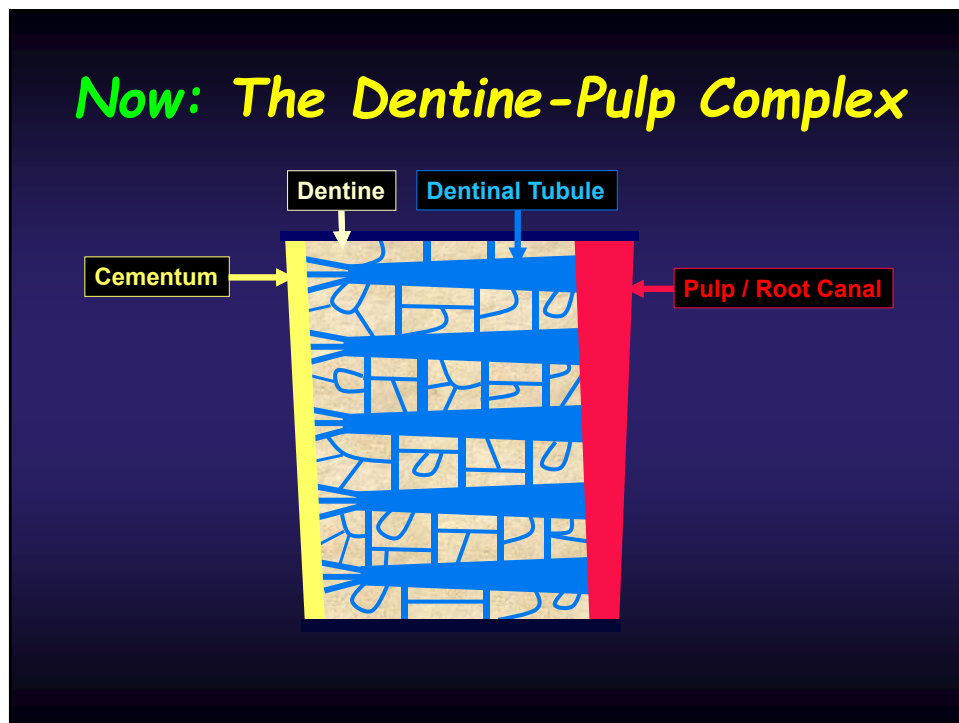 Now: The Dentine-Pulp Complex
Dentine
Dentinal Tubule
Cementum
Pulp / Root Canal